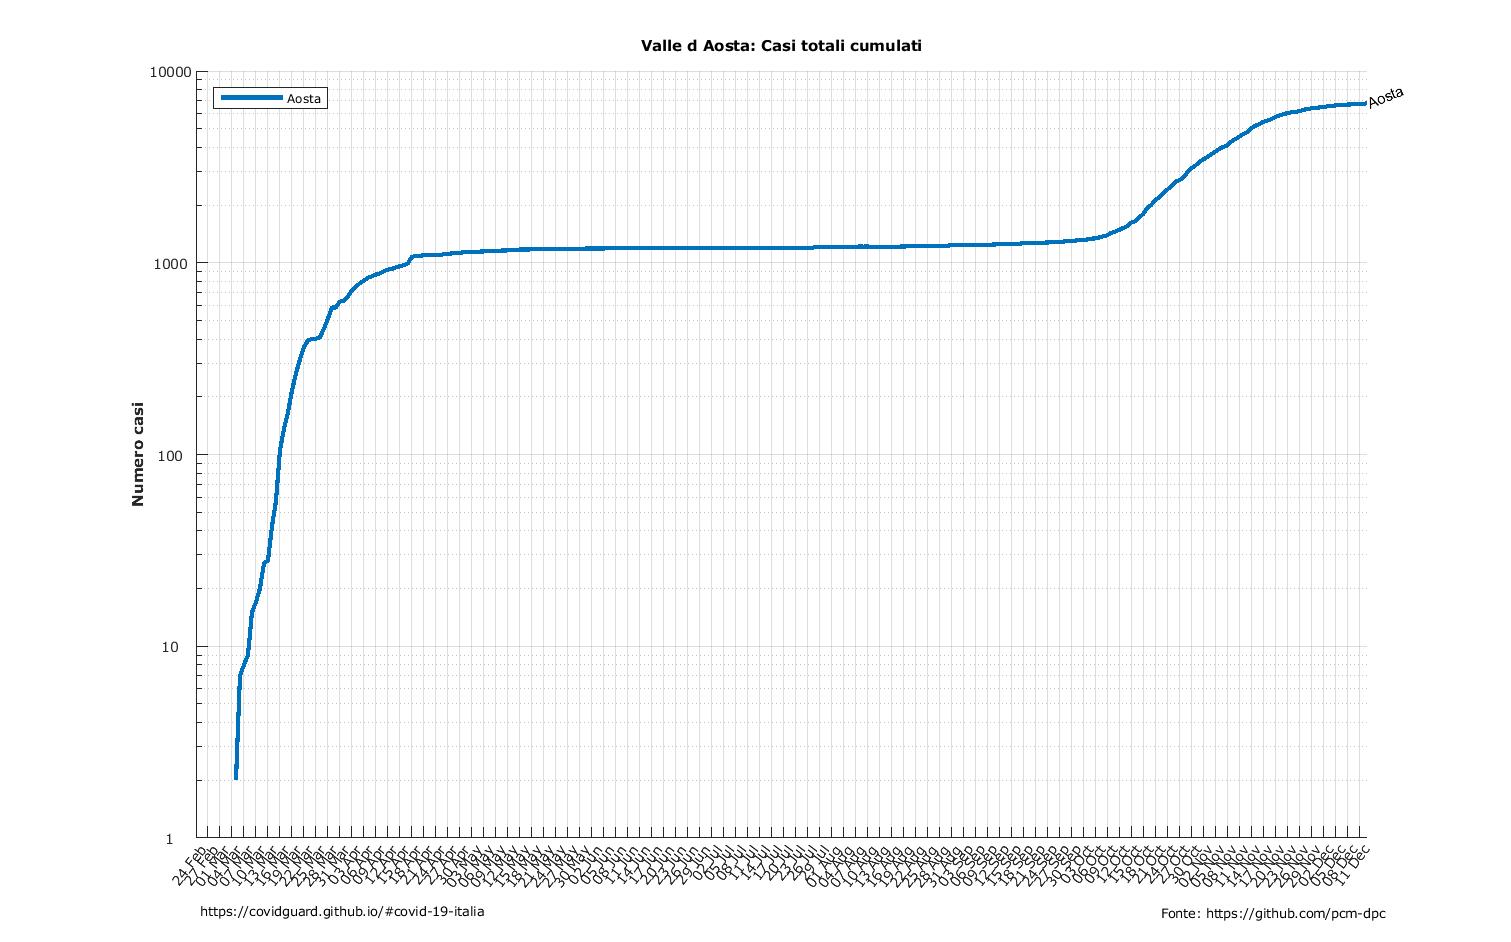 Valle d Aosta: Casi totali cumulati
10000
Aosta
Aosta
1000
100
10
1
Numero casi
24 Feb
27 Feb
01 Mar
04 Mar
07 Mar
10 Mar
13 Mar
16 Mar
19 Mar
22 Mar
25 Mar
28 Mar
31 Mar
03 Apr
06 Apr
09 Apr
12 Apr
15 Apr
18 Apr
21 Apr
24 Apr
27 Apr
30 Apr
03 May
06 May
09 May
12 May
15 May
18 May
21 May
24 May
27 May
30 May
02 Jun
05 Jun
08 Jun
11 Jun
14 Jun
17 Jun
20 Jun
23 Jun
26 Jun
29 Jun
02 Jul
05 Jul
08 Jul
11 Jul
14 Jul
17 Jul
20 Jul
23 Jul
26 Jul
29 Jul
01 Aug
04 Aug
07 Aug
10 Aug
13 Aug
16 Aug
19 Aug
22 Aug
25 Aug
28 Aug
31 Aug
03 Sep
06 Sep
09 Sep
12 Sep
15 Sep
18 Sep
21 Sep
24 Sep
27 Sep
30 Sep
03 Oct
06 Oct
09 Oct
12 Oct
15 Oct
18 Oct
21 Oct
24 Oct
27 Oct
30 Oct
02 Nov
05 Nov
08 Nov
11 Nov
14 Nov
17 Nov
20 Nov
23 Nov
26 Nov
29 Nov
02 Dec
05 Dec
08 Dec
11 Dec
https://covidguard.github.io/#covid-19-italia
Fonte: https://github.com/pcm-dpc